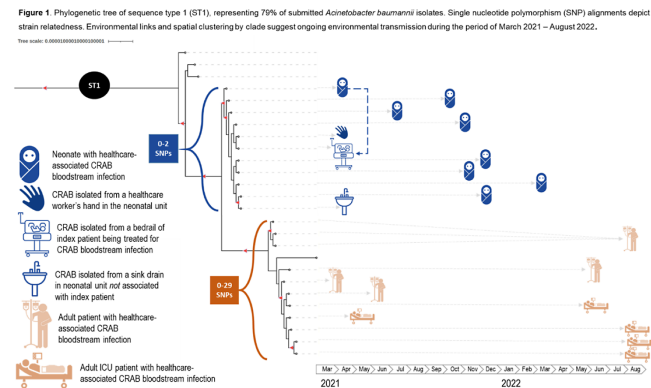 Figure 1. Phylogenetic tree of sequence type 1 (ST1), representing 79% of submitted Acinetobacter baumannii isolates. Single nucleotide polymorphism (SNP) alignments depict
strain relatedness. Environmental links and spatial clustering by clade suggest ongoing environmental transmission during the period of March 2021 – August 2022.
ST1
0-2
SNPs
Neonate with healthcare-
associated CRAB
bloodstream infection
CRAB isolated from a healthcare
worker's hand in the neonatal unit
CRAB isolated from a bedrail of
index patient being treated for
CRAB bloodstream infection
CRAB isolated from a sink drain
in neonatal unit not associated
with index patient
0-29
SNPs
Adult patient with healthcare-
associated CRAB
bloodstream infection
Adult ICU patient with healthcare-
associated CRAB bloodstream infection
Mar Apr May Jun Jul Aug Sep Oct Nov Dec Jan Feb Mar Apr May Jun Jul Aug
2021 2022